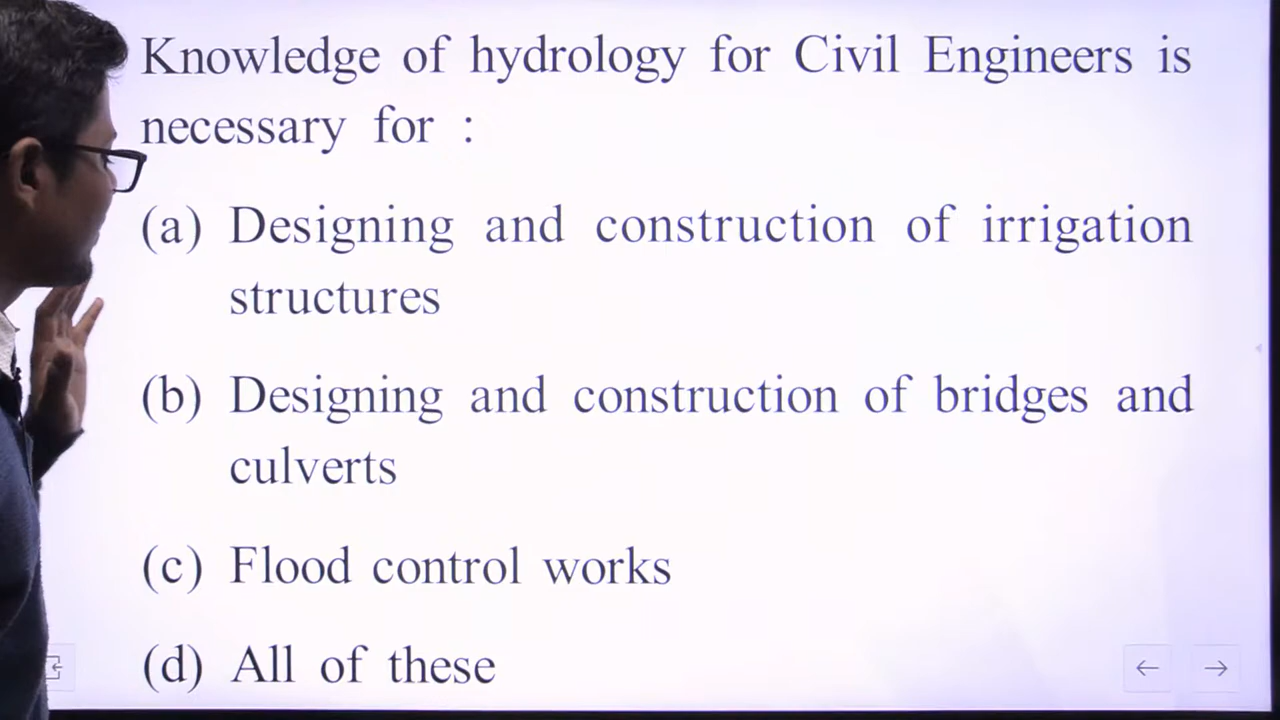 Knowledge of hydrology for Civil Engineers is
necessary for :
(a) Designing and construction of irrigation
structures
(b) Designing and construction of bridges and
culverts
(c) Flood control works
(d) All of these